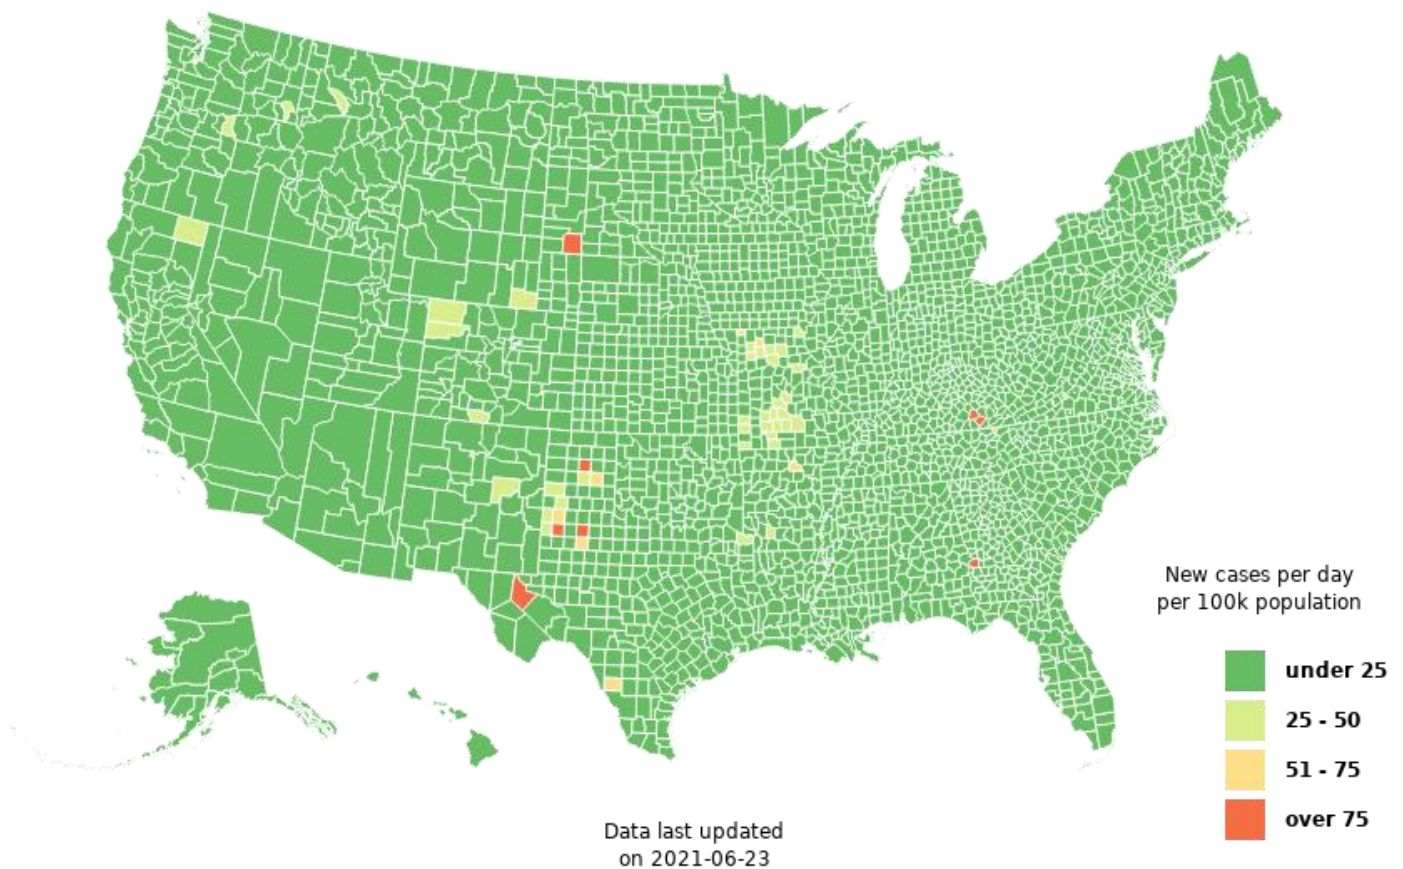 New cases per day
per 100k population
under 25
25 - 50
51 - 75
over 75
Data last updated
on 2021-06-23